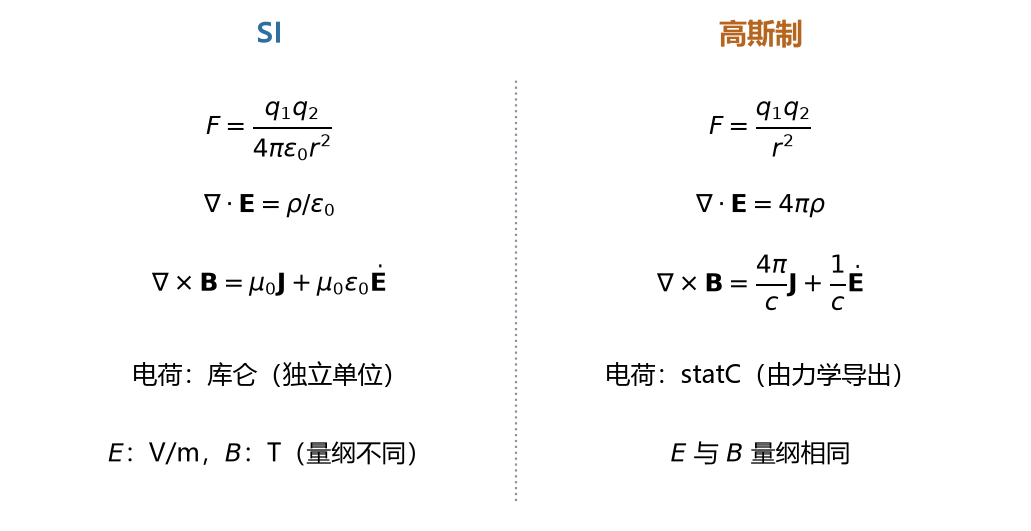 SI
F = q₁q₂ / 4πε₀r²
∇ · E = ρ/ε₀
∇ × B = μ₀J + μ₀ε₀Ė
电荷：库仑（独立单位）
E：V/m，B：T（量纲不同）
高斯制
F = q₁q₂ / r²
∇ · E = 4πρ
∇ × B = 4π/c J + 1/c Ė
电荷：statC（由力学导出）
E 与 B 量纲相同